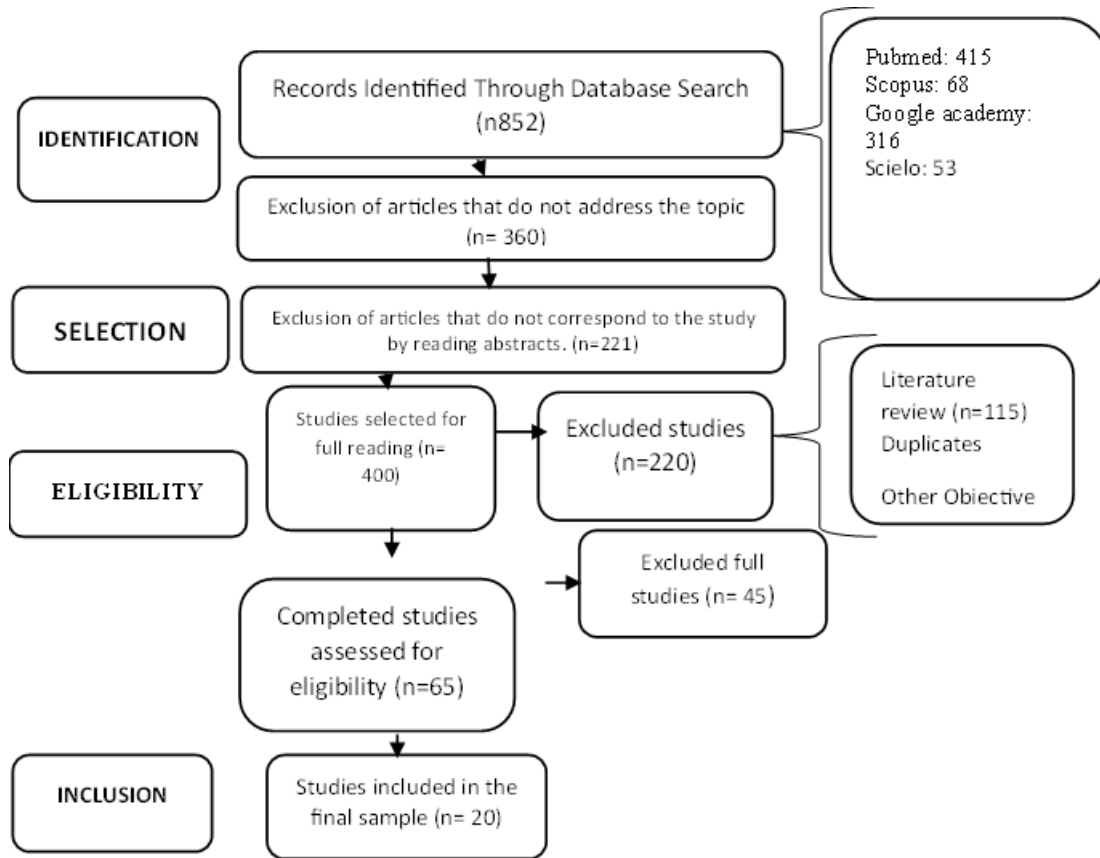 IDENTIFICATION
Records Identified Through Database Search
(n852)
Pubmed: 415
Scopus: 68
Google academy:
316
Scielo: 53
Exclusion of articles that do not address the topic
(n= 360)
SELECTION
Exclusion of articles that do not correspond to the study
by reading abstracts. (n=221)
ELIGIBILITY
Studies selected for
full reading (n=
400)
Excluded studies
(n=220)
Literature
review (n=115)
Duplicates
Other Obiective
Excluded full
studies (n= 45)
Completed studies
assessed for
eligibility (n=65)
INCLUSION
Studies included in the
final sample (n= 20)